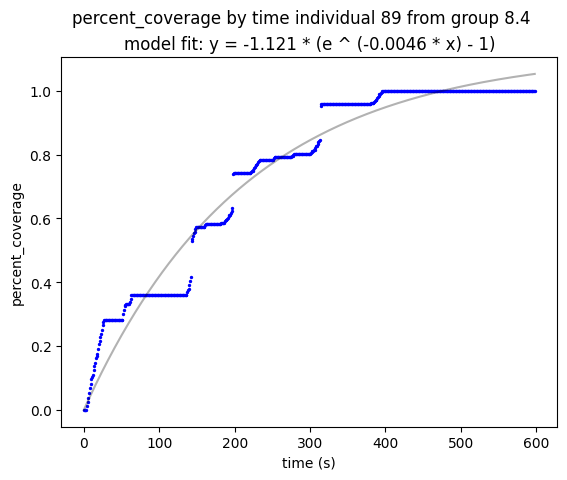 percent_coverage by time individual 89 from group 8.4
model fit: y = -1.121 * (e ^ (-0.0046 * x) - 1)
1.0
0.8
0.6
0.4
0.2
0.0
percent_coverage
0 100 200 300 400 500 600
time (s)